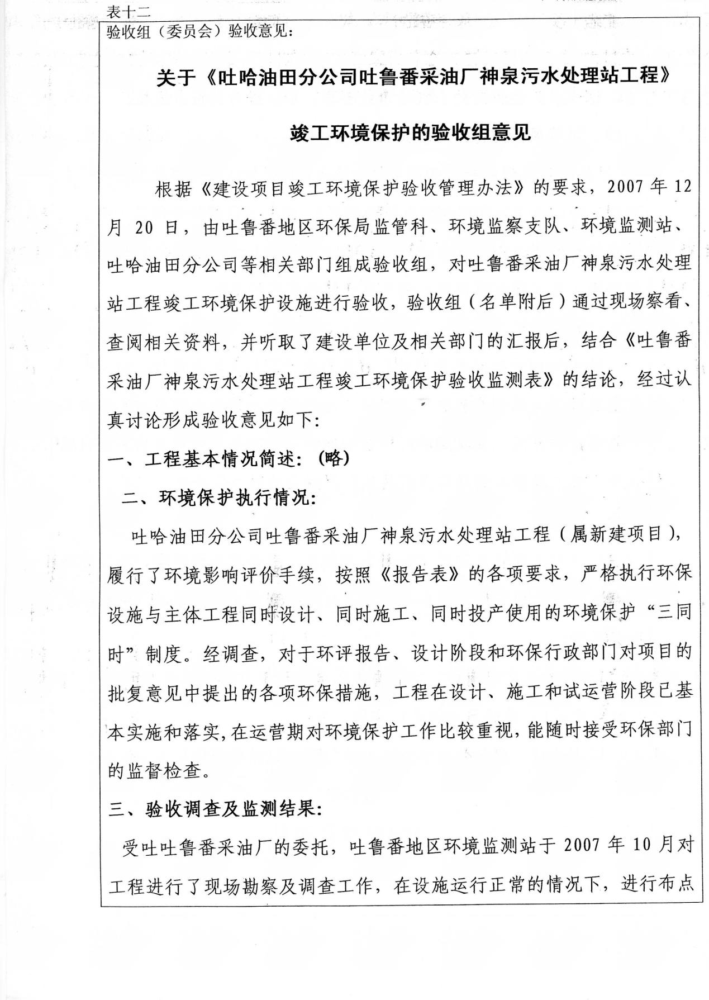 表十二
验收组（委员会）验收意见：
关于《吐哈油田分公司吐鲁番采油厂神泉污水处理站工程》
竣工环境保护的验收组意见
根据《建设项目竣工环境保护验收管理办法》的要求，2007 年 12
月 20 日，由吐鲁番地区环保局监管科、环境监察支队、环境监测站、
吐哈油田分公司等相关部门组成验收组，对吐鲁番采油厂神泉污水处理
站工程竣工环境保护设施进行验收，验收组（名单附后）通过现场察看、
查阅相关资料，并听取了建设单位及相关部门的汇报后，结合《吐鲁番
采油厂神泉污水处理站工程竣工环境保护验收监测表》的结论，经过认
真讨论形成验收意见如下：
一、工程基本情况简述：(略)
二、环境保护执行情况：
吐哈油田分公司吐鲁番采油厂神泉污水处理站工程（属新建项目），
履行了环境影响评价手续，按照《报告表》的各项要求，严格执行环保
设施与主体工程同时设计、同时施工、同时投产使用的环境保护“三同
时”制度。经调查，对于环评报告、设计阶段和环保行政部门对项目的
批复意见中提出的各项环保措施，工程在设计、施工和试运营阶段已基
本实施和落实,在运营期对环境保护工作比较重视，能随时接受环保部门
的监督检查。
三、验收调查及监测结果：
受吐吐鲁番采油厂的委托，吐鲁番地区环境监测站于 2007 年 10 月对
工程进行了现场勘察及调查工作，在设施运行正常的情况下，进行布点